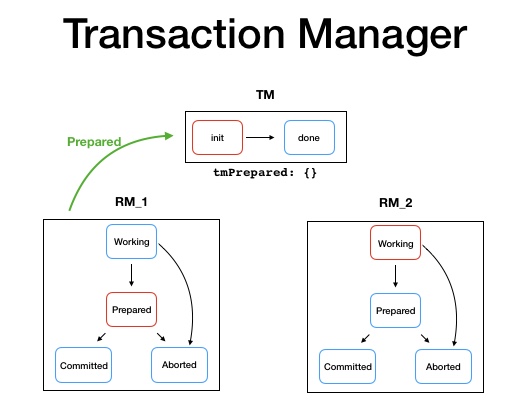 Transaction Manager
TM
init
done
Prepared
tmPrepared: {}
RM_1
Working
Prepared
Committed
Aborted
RM_2
Working
Prepared
Committed
Aborted